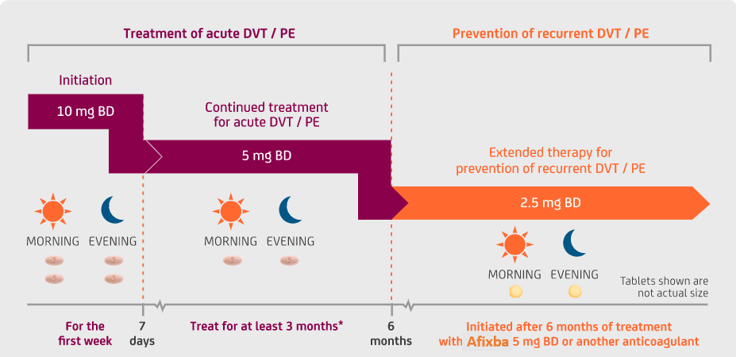 Treatment of acute DVT / PE
Prevention of recurrent DVT / PE
Initiation
10 mg BD
Continued treatment
for acute DVT / PE
5 mg BD
Extended therapy for
prevention of recurrent DVT / PE
2.5 mg BD
MORNING EVENING
MORNING EVENING
MORNING EVENING
Tablets shown are
not actual size
For the
first week
7
days
Treat for at least 3 months*
6
months
Initiated after 6 months of treatment
with Afixba 5 mg BD or another anticoagulant